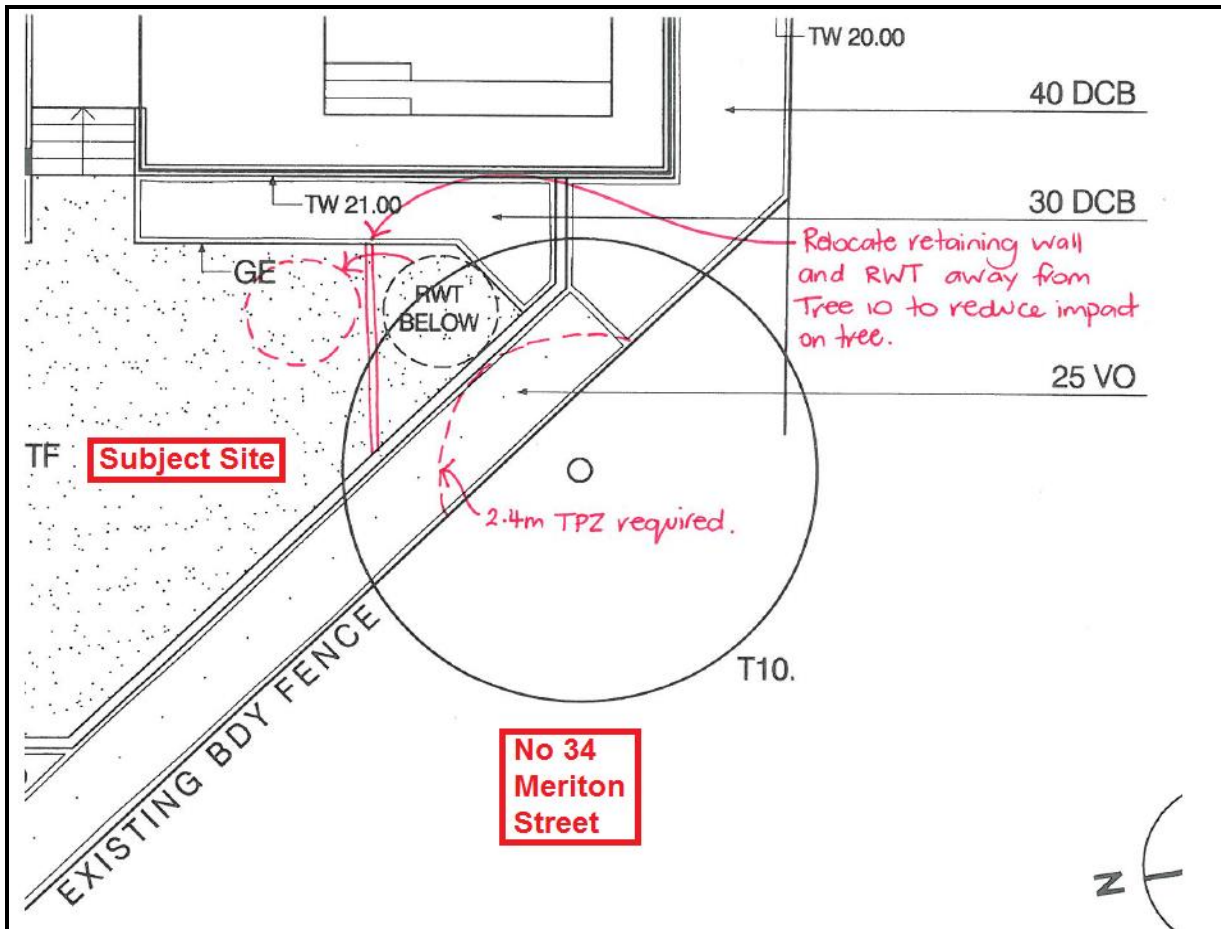 TW 20.00
40 DCB
TW 21.00
30 DCB
Relocate retaining wall
and RWT away from
Tree 10 to reduce impact
on tree.
GE
RWT
BELOW
25 VO
TF
Subject Site
2.4m TPZ required.
T10.
EXISTING BDY FENCE
No 34
Meriton
Street
N